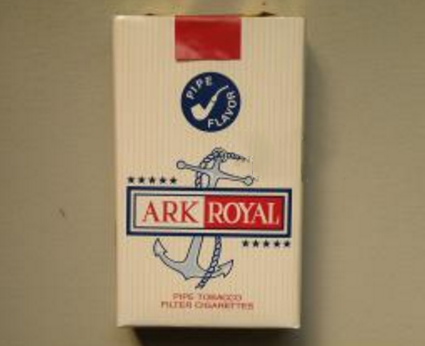 PIPE
FLAVOR
ARK ROYAL
PIPE TOBACCO
FILTER CIGARETTES